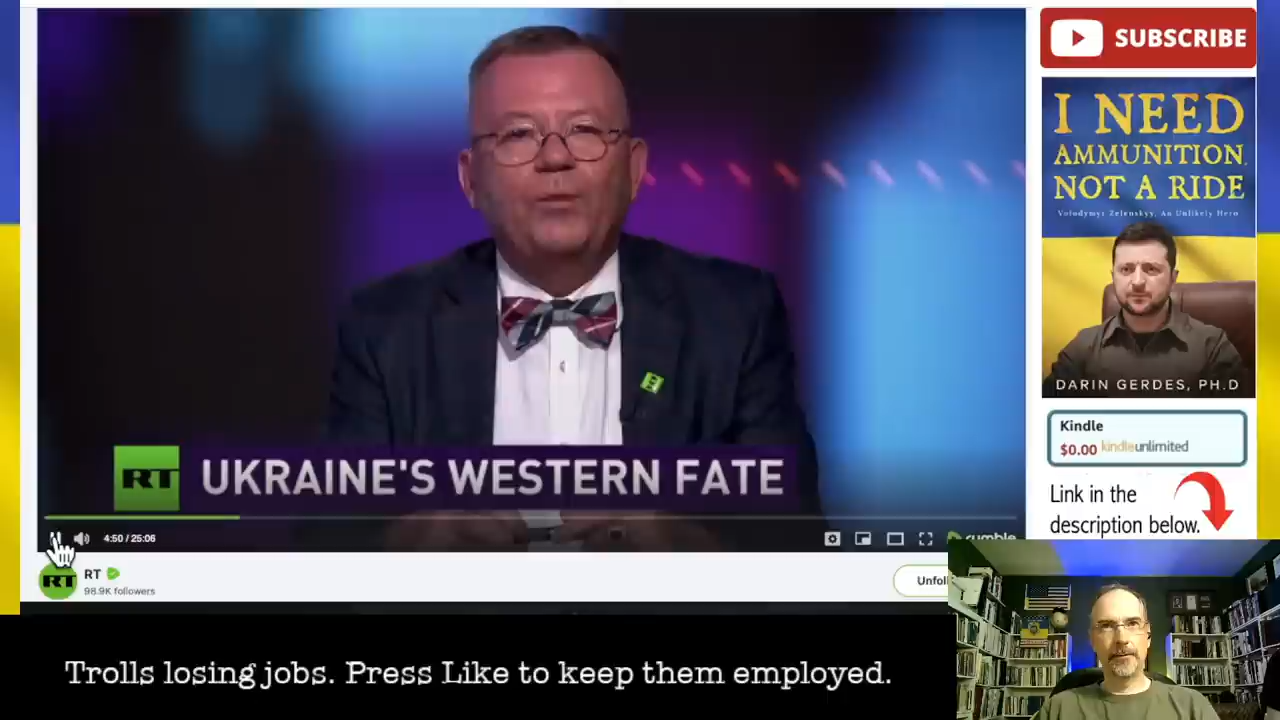 SUBSCRIBE
I NEED
AMMUNITION
NOT A RIDE
Volodymyr Zelenskyy, An Unlikely Hero
DARIN GERDES, PH.D
Kindle
$0.00 kindleunlimited
Link in the
description below.
RT UKRAINE'S WESTERN FATE
4:50 / 25:06
rumble
RT
RT
98.9K followers
Unfoll
Trolls losing jobs. Press Like to keep them employed.